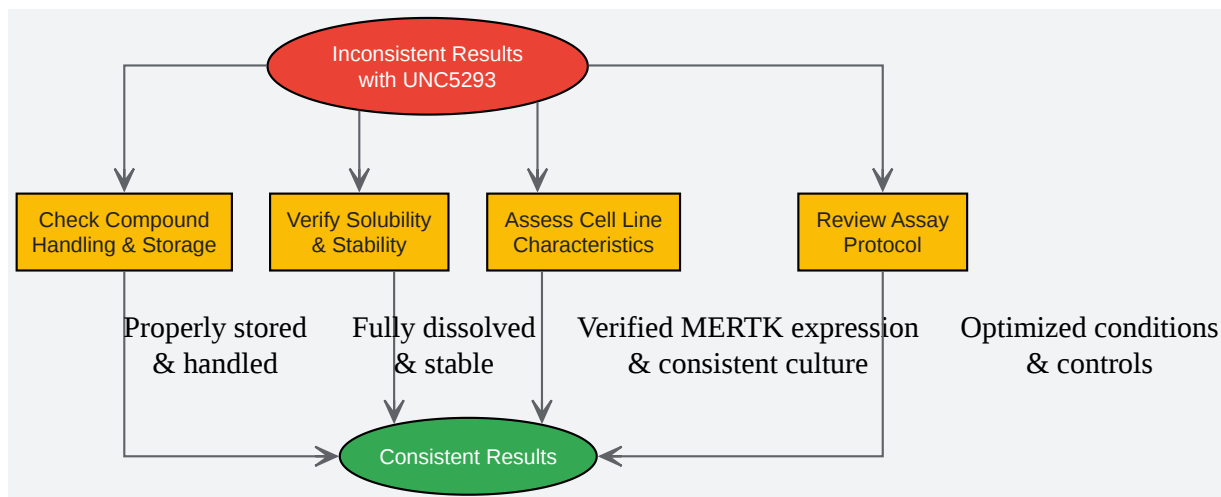 Inconsistent Results
with UNC5293
Check Compound
Handling & Storage
Verify Solubility
& Stability
Assess Cell Line
Characteristics
Review Assay
Protocol
Properly stored
& handled
Fully dissolved
& stable
Verified MERTK expression
& consistent culture
Optimized conditions
& controls
Consistent Results